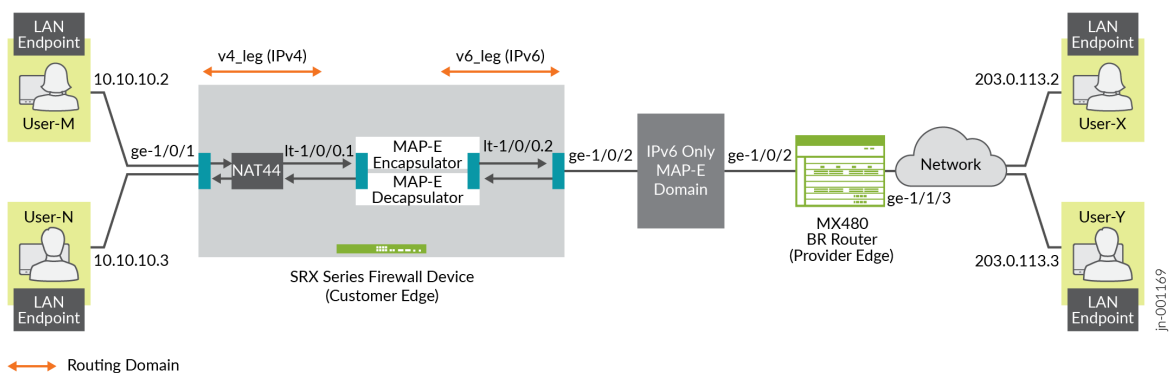 LAN
Endpoint
10.10.10.2
User-M
User-N
10.10.10.3
LAN
Endpoint
v4_leg (IPv4)
v6_leg (IPv6)
ge-1/0/1
NAT44
lt-1/0/0.1
MAP-E
Encapsulator
MAP-E
Decapsulator
lt-1/0/0.2
SRX Series Firewall Device
(Customer Edge)
ge-1/0/2
IPv6 Only
MAP-E
Domain
ge-1/0/2
MX480
BR Router
(Provider Edge)
ge-1/1/3
Network
LAN
Endpoint
203.0.113.2
User-X
User-Y
203.0.113.3
LAN
Endpoint
jn-001169
Routing Domain